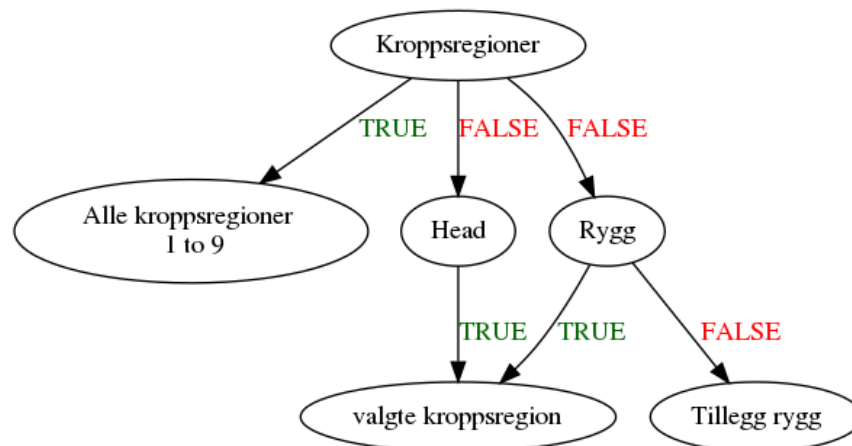 Kroppsregioner
TRUE
FALSE
FALSE
Alle kroppsregioner
1 to 9
Head
Rygg
TRUE
TRUE
FALSE
valgte kroppsregion
Tillegg rygg